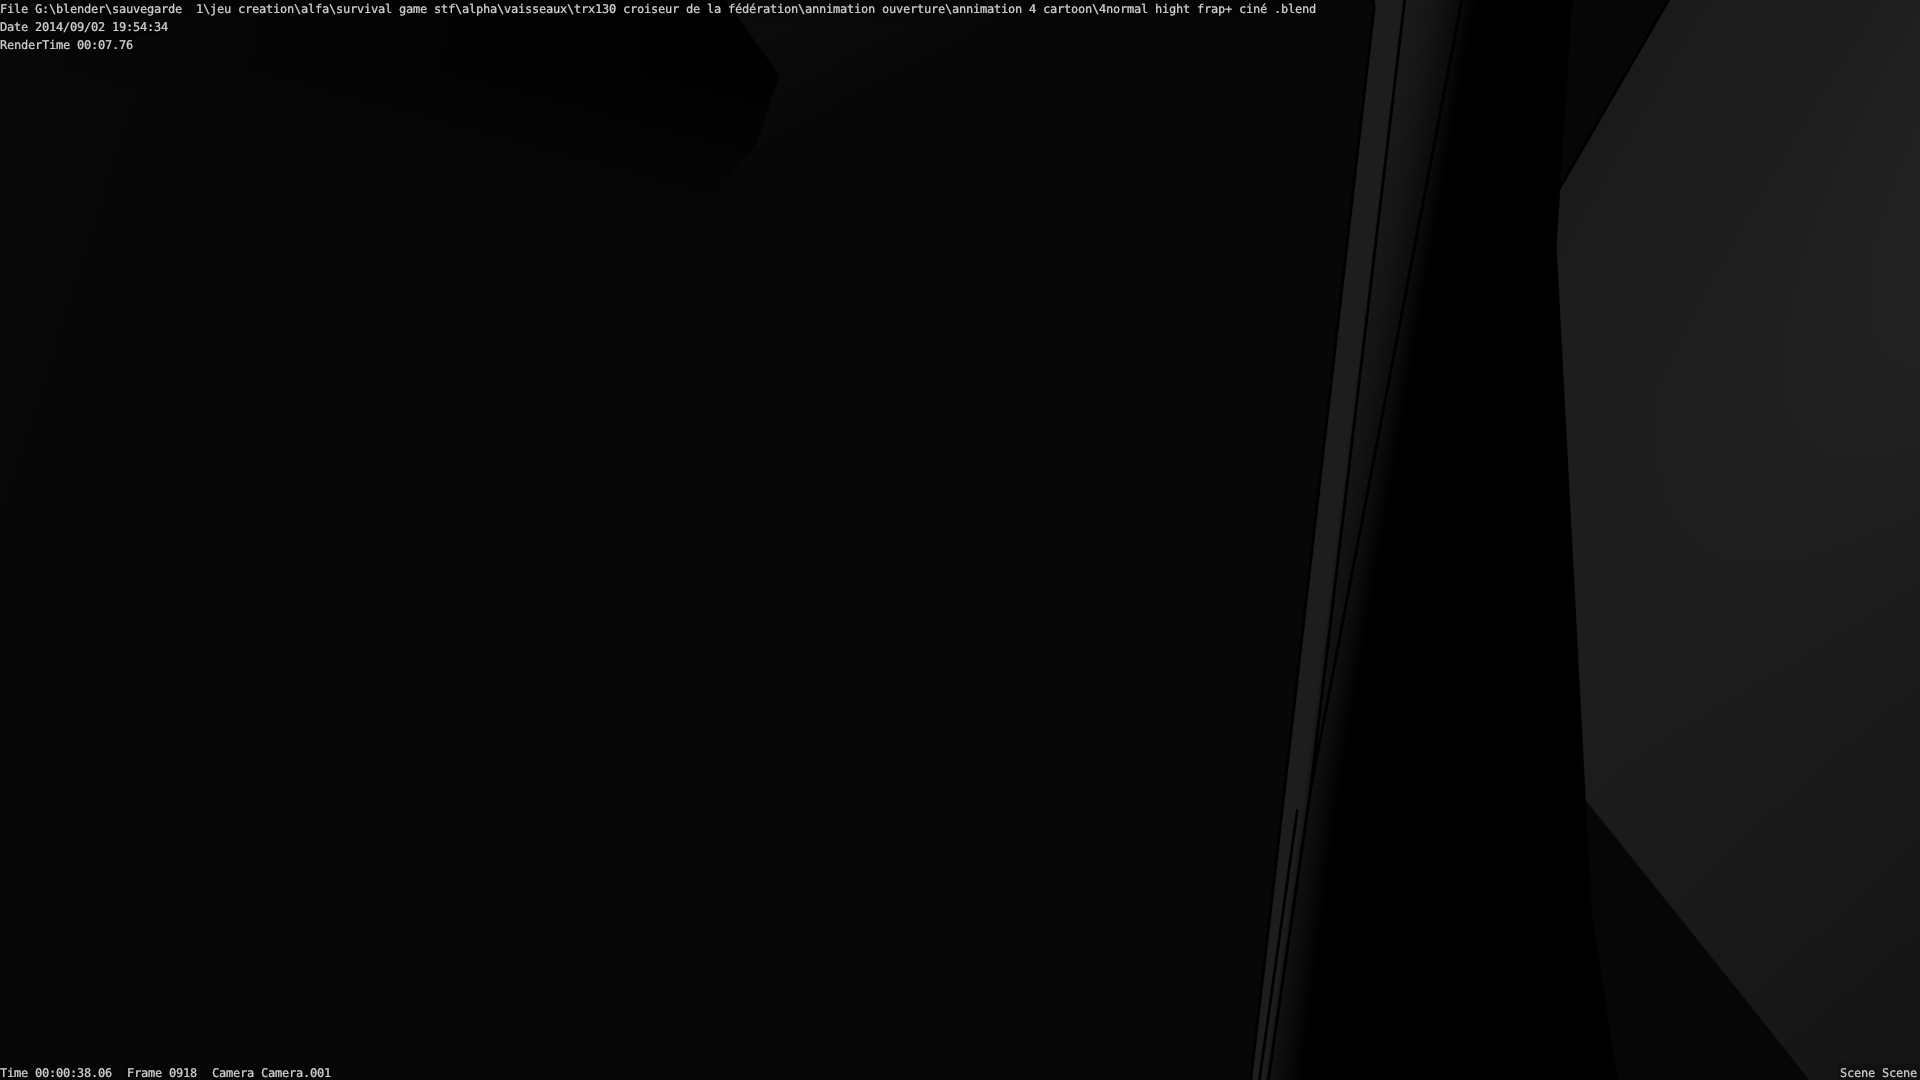 File G:\blender\sauvegarde  1\jeu creation\alfa\survival game stf\alpha\vaisseaux\trx130 croiseur de la fédération\annimation ouverture\annimation 4 cartoon\4normal hight frap+ ciné .blend
Date 2014/09/02 19:54:34
RenderTime 00:07.76
Time 00:00:38.06  Frame 0918  Camera Camera.001
Scene Scene